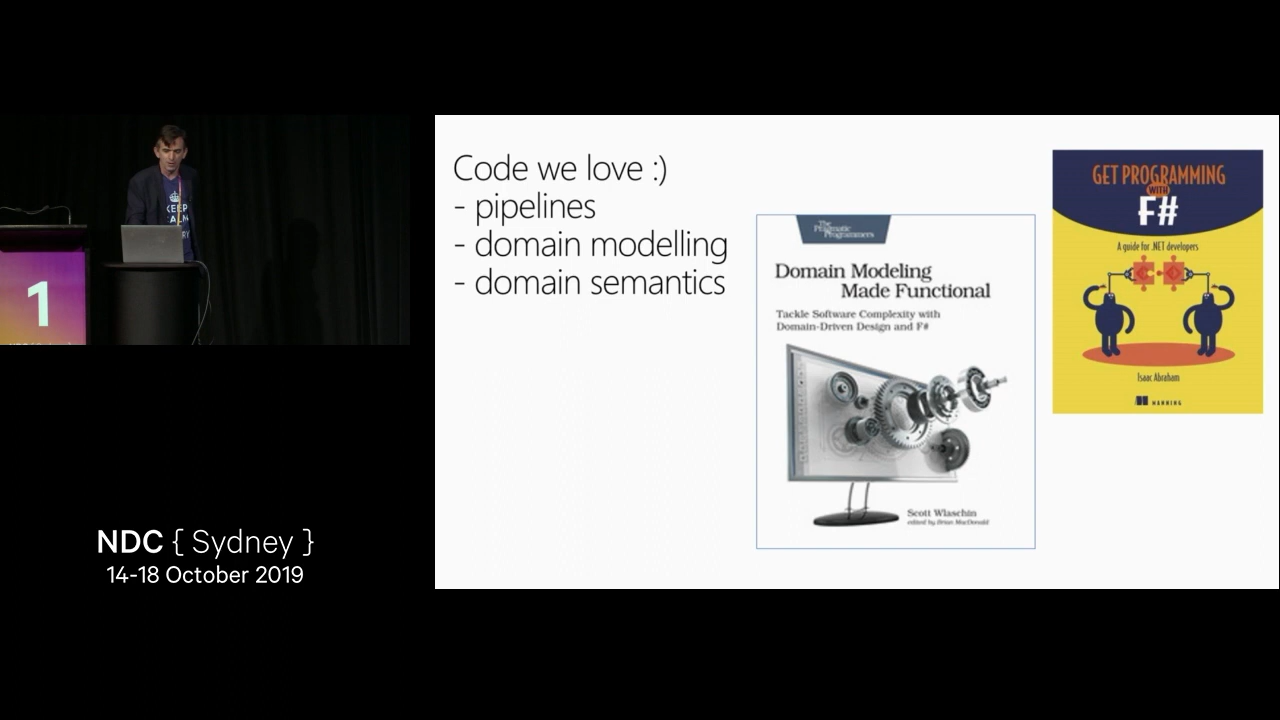 KEEP
CALM
1
NDC { Sydney }
14-18 October 2019
Code we love :)
- pipelines
- domain modelling
- domain semantics
The
Pragmatic
Programmers
Domain Modeling
Made Functional
Tackle Software Complexity with
Domain-Driven Design and F#
Scott Wlaschin
edited by Brian MacDonald
GET PROGRAMMING
WITH
F#
A guide for .NET developers
Isaac Abraham
MANNING